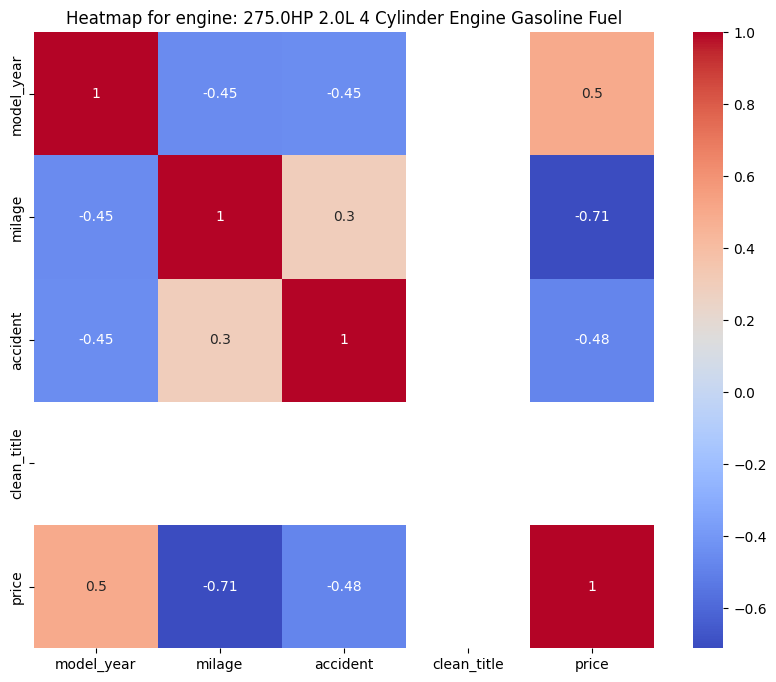 Heatmap for engine: 275.0HP 2.0L 4 Cylinder Engine Gasoline Fuel
model_year
1
-0.45
-0.45
0.5
milage
-0.45
1
0.3
-0.71
accident
-0.45
0.3
1
-0.48
clean_title
price
0.5
-0.71
-0.48
1
model_year
milage
accident
clean_title
price
1.0
0.8
0.6
0.4
0.2
0.0
−0.2
−0.4
−0.6